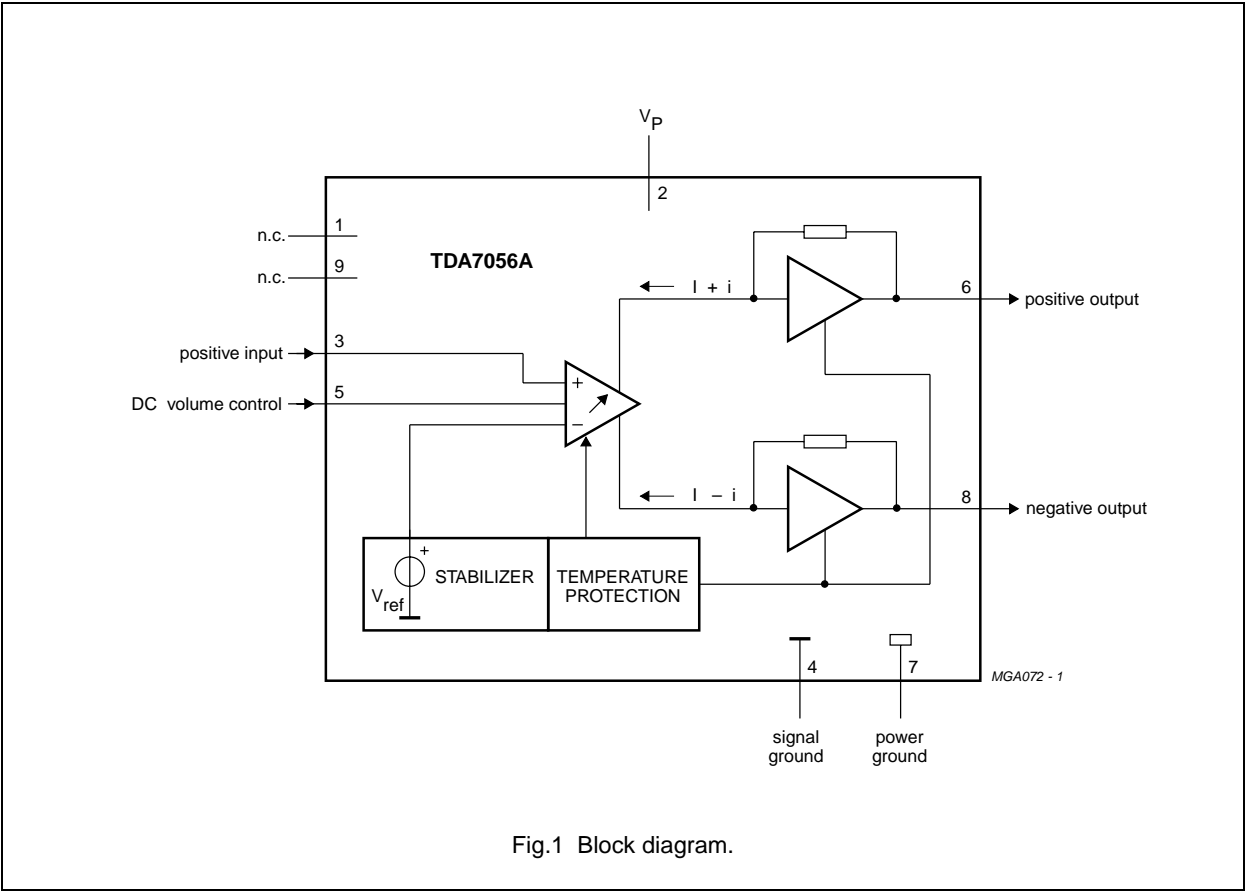 V P
2
n.c. 1
n.c. 9
TDA7056A
I + i
6 positive output
positive input 3
DC volume control 5
+
−
I − i
8 negative output
+
V ref
STABILIZER
TEMPERATURE
PROTECTION
4
7
MGA072 - 1
signal
ground
power
ground
Fig.1 Block diagram.